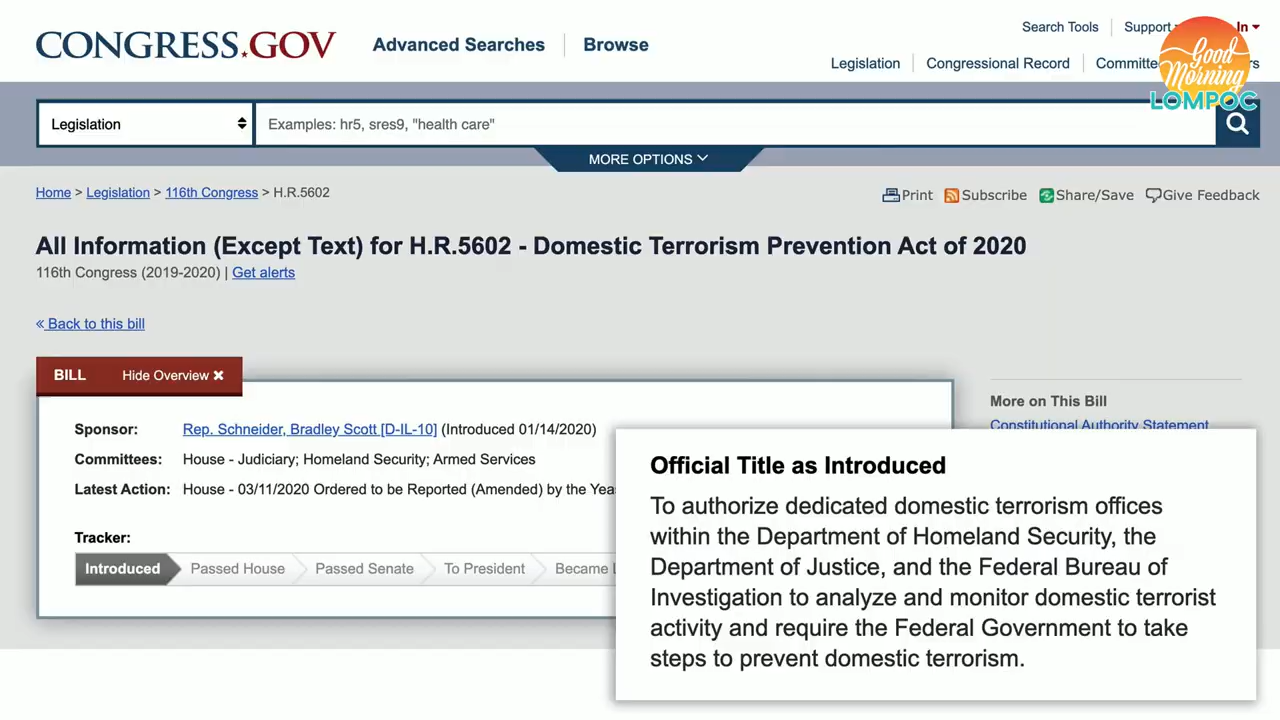 CONGRESS.GOV
Advanced Searches
Browse
Search Tools
Support
In
Legislation
Congressional Record
Committe
rs
Good
Morning
LOMPOC
Legislation
Examples: hr5, sres9, "health care"
MORE OPTIONS
Home > Legislation > 116th Congress > H.R.5602
Print
Subscribe
Share/Save
Give Feedback
All Information (Except Text) for H.R.5602 - Domestic Terrorism Prevention Act of 2020
116th Congress (2019-2020) | Get alerts
« Back to this bill
BILL
Hide Overview ×
More on This Bill
Constitutional Authority Statement
Sponsor: Rep. Schneider, Bradley Scott [D-IL-10] (Introduced 01/14/2020)
Committees: House - Judiciary; Homeland Security; Armed Services
Latest Action: House - 03/11/2020 Ordered to be Reported (Amended) by the Yea
Tracker:
Introduced
Passed House
Passed Senate
To President
Became L
Official Title as Introduced
To authorize dedicated domestic terrorism offices
within the Department of Homeland Security, the
Department of Justice, and the Federal Bureau of
Investigation to analyze and monitor domestic terrorist
activity and require the Federal Government to take
steps to prevent domestic terrorism.